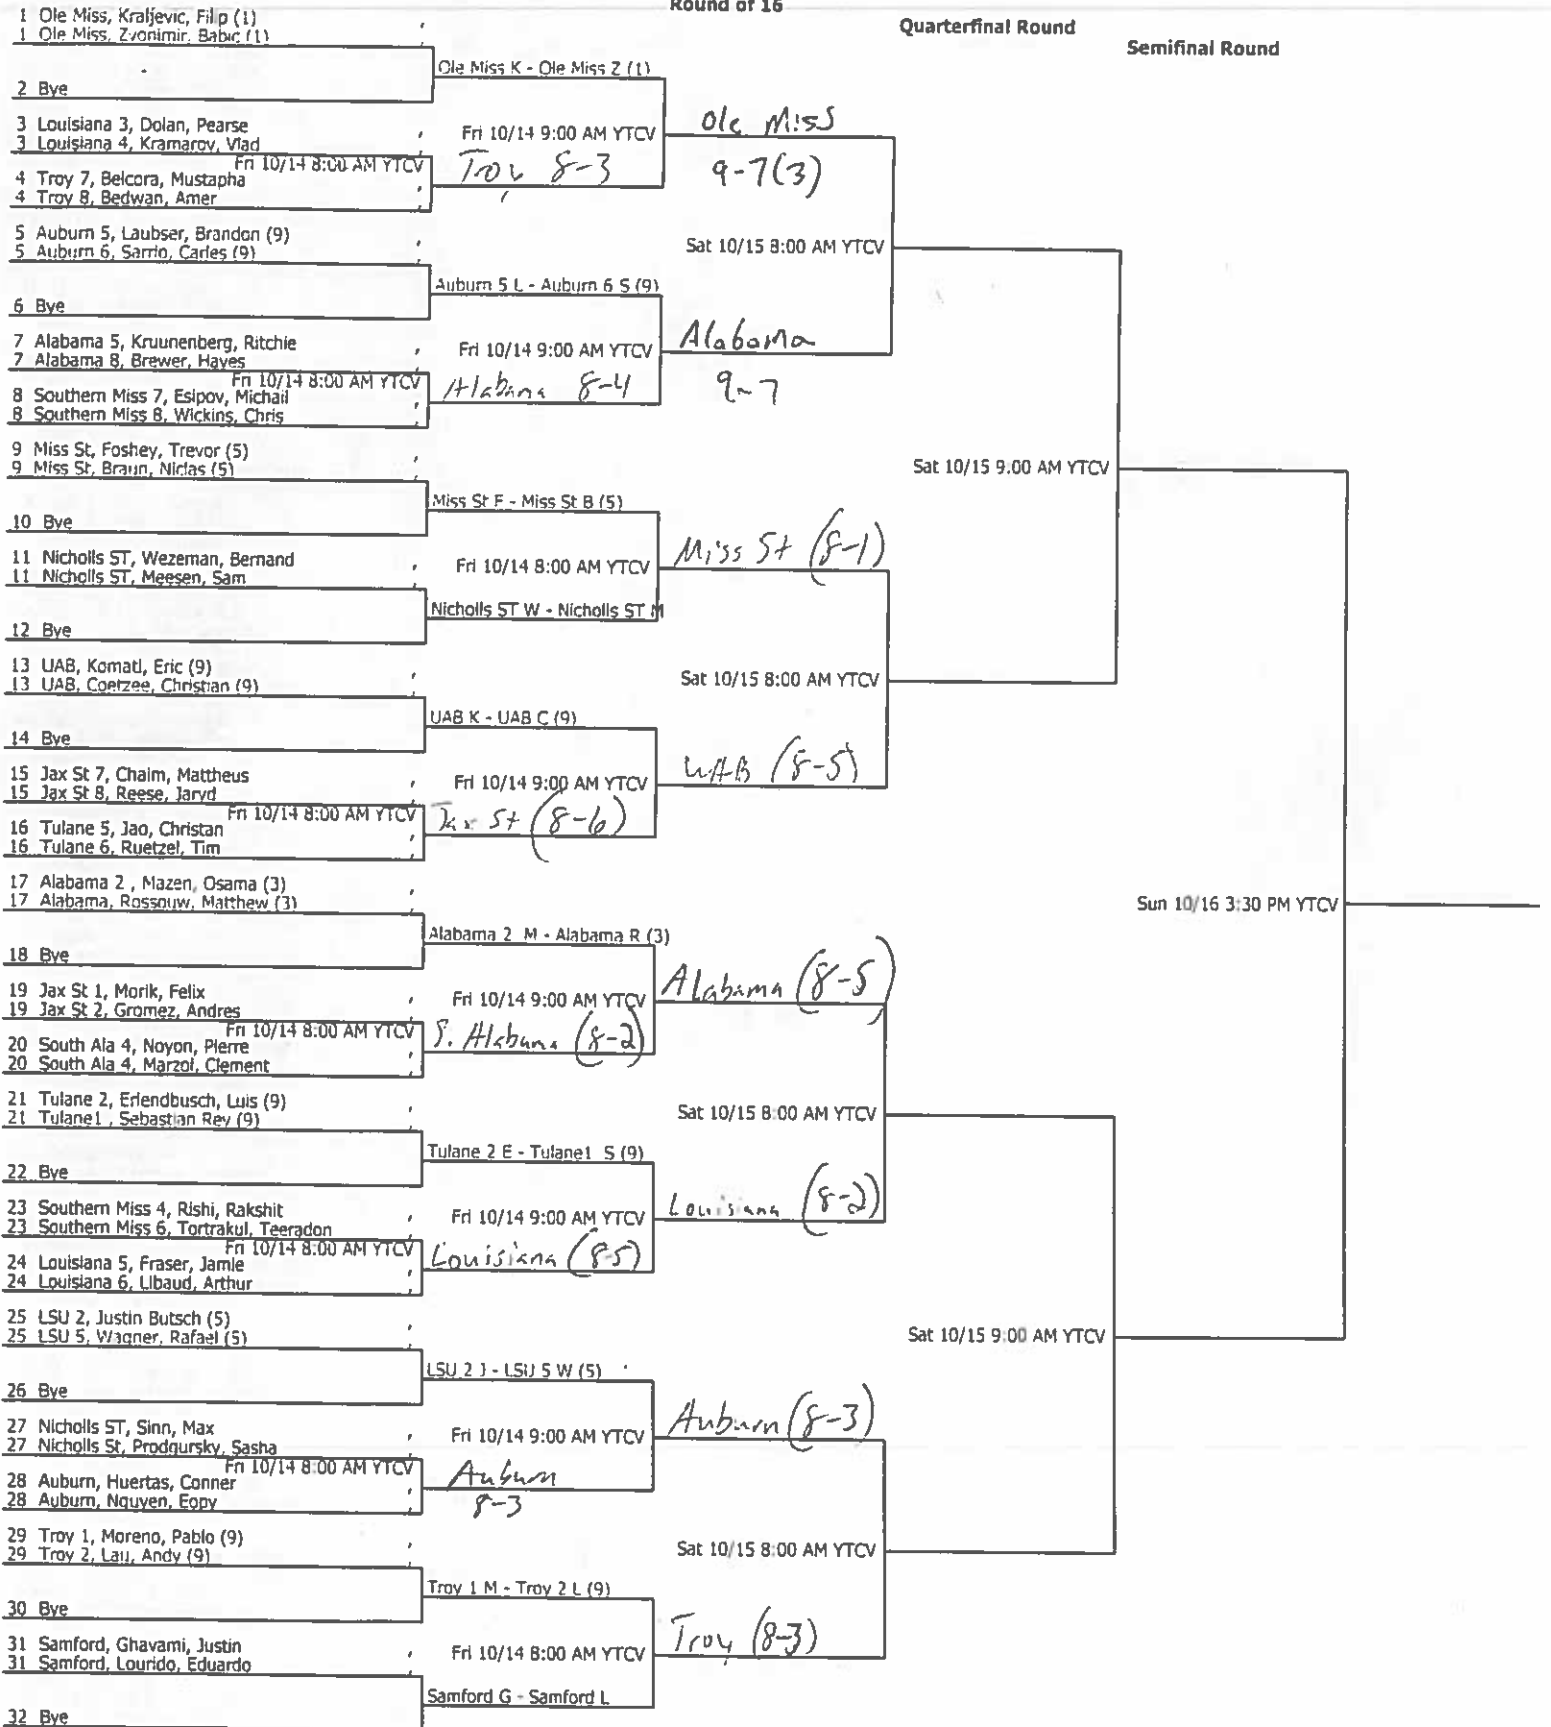 Round of 16
Quarterfinal Round
Semifinal Round
1 Ole Miss, Kraljevic, Filip (1)
1 Ole Miss, Zvonimir, Babic (1)
Ole Miss K - Ole Miss Z (1)
2 Bye
3 Louisiana 3, Dolan, Pearse
3 Louisiana 4, Kramarov, Vlad
Fri 10/14 9:00 AM YTCV
Ole Miss
9-7(3)
Fri 10/14 8:00 AM YTCV
Troy 8-3
4 Troy 7, Belcora, Mustapha
4 Troy 8, Bedwan, Amer
5 Auburn 5, Laubser, Brandon (9)
5 Auburn 6, Sarrio, Carles (9)
Sat 10/15 8:00 AM YTCV
Auburn 5 L - Auburn 6 S (9)
6 Bye
7 Alabama 5, Kruunenberg, Ritchie
7 Alabama 8, Brewer, Hayes
Fri 10/14 9:00 AM YTCV
Alabama
9-7
Fri 10/14 8:00 AM YTCV
Alabama 8-4
8 Southern Miss 7, Esipov, Michail
8 Southern Miss 8, Wickins, Chris
9 Miss St, Foshey, Trevor (5)
9 Miss St, Braun, Niclas (5)
Sat 10/15 9:00 AM YTCV
Miss St F - Miss St B (5)
10 Bye
11 Nicholls ST, Wezeman, Bernand
11 Nicholls ST, Meesen, Sam
Fri 10/14 8:00 AM YTCV
Miss St (8-1)
Nicholls ST W - Nicholls ST M
12 Bye
13 UAB, Komati, Eric (9)
13 UAB, Coetzee, Christian (9)
Sat 10/15 8:00 AM YTCV
UAB K - UAB C (9)
14 Bye
15 Jax St 7, Chaim, Mattheus
15 Jax St 8, Reese, Jaryd
Fri 10/14 9:00 AM YTCV
UAB (8-5)
Fri 10/14 8:00 AM YTCV
Jax St (8-6)
16 Tulane 5, Jao, Christan
16 Tulane 6, Ruetzel, Tim
17 Alabama 2 , Mazen, Osama (3)
17 Alabama, Rossouw, Matthew (3)
Sun 10/16 3:30 PM YTCV
Alabama 2 M - Alabama R (3)
18 Bye
19 Jax St 1, Morik, Felix
19 Jax St 2, Gromez, Andres
Fri 10/14 9:00 AM YTCV
Alabama (8-5)
Fri 10/14 8:00 AM YTCV
S. Alabama (8-2)
20 South Ala 4, Noyon, Pierre
20 South Ala 4, Marzol, Clement
21 Tulane 2, Erlendbusch, Luis (9)
21 Tulane1 , Sebastian Rey (9)
Sat 10/15 8:00 AM YTCV
Tulane 2 E - Tulane1 S (9)
22 Bye
23 Southern Miss 4, Rishi, Rakshit
23 Southern Miss 6, Tortrakul, Teeradon
Fri 10/14 9:00 AM YTCV
Louisiana (8-2)
Fri 10/14 8:00 AM YTCV
Louisiana (8-5)
24 Louisiana 5, Fraser, Jamie
24 Louisiana 6, Libaud, Arthur
25 LSU 2, Justin Butsch (5)
25 LSU 5, Wagner, Rafael (5)
Sat 10/15 9:00 AM YTCV
LSU 2 J - LSU 5 W (5)
26 Bye
27 Nicholls ST, Sinn, Max
27 Nicholls St, Prodgursky, Sasha
Fri 10/14 9:00 AM YTCV
Auburn (8-3)
Fri 10/14 8:00 AM YTCV
Auburn
8-3
28 Auburn, Huertas, Conner
28 Auburn, Nguyen, Eopy
29 Troy 1, Moreno, Pablo (9)
29 Troy 2, Lau, Andy (9)
Sat 10/15 8:00 AM YTCV
Troy 1 M - Troy 2 L (9)
30 Bye
31 Samford, Ghavami, Justin
31 Samford, Lourido, Eduardo
Fri 10/14 8:00 AM YTCV
Troy (8-3)
Samford G - Samford L
32 Bye